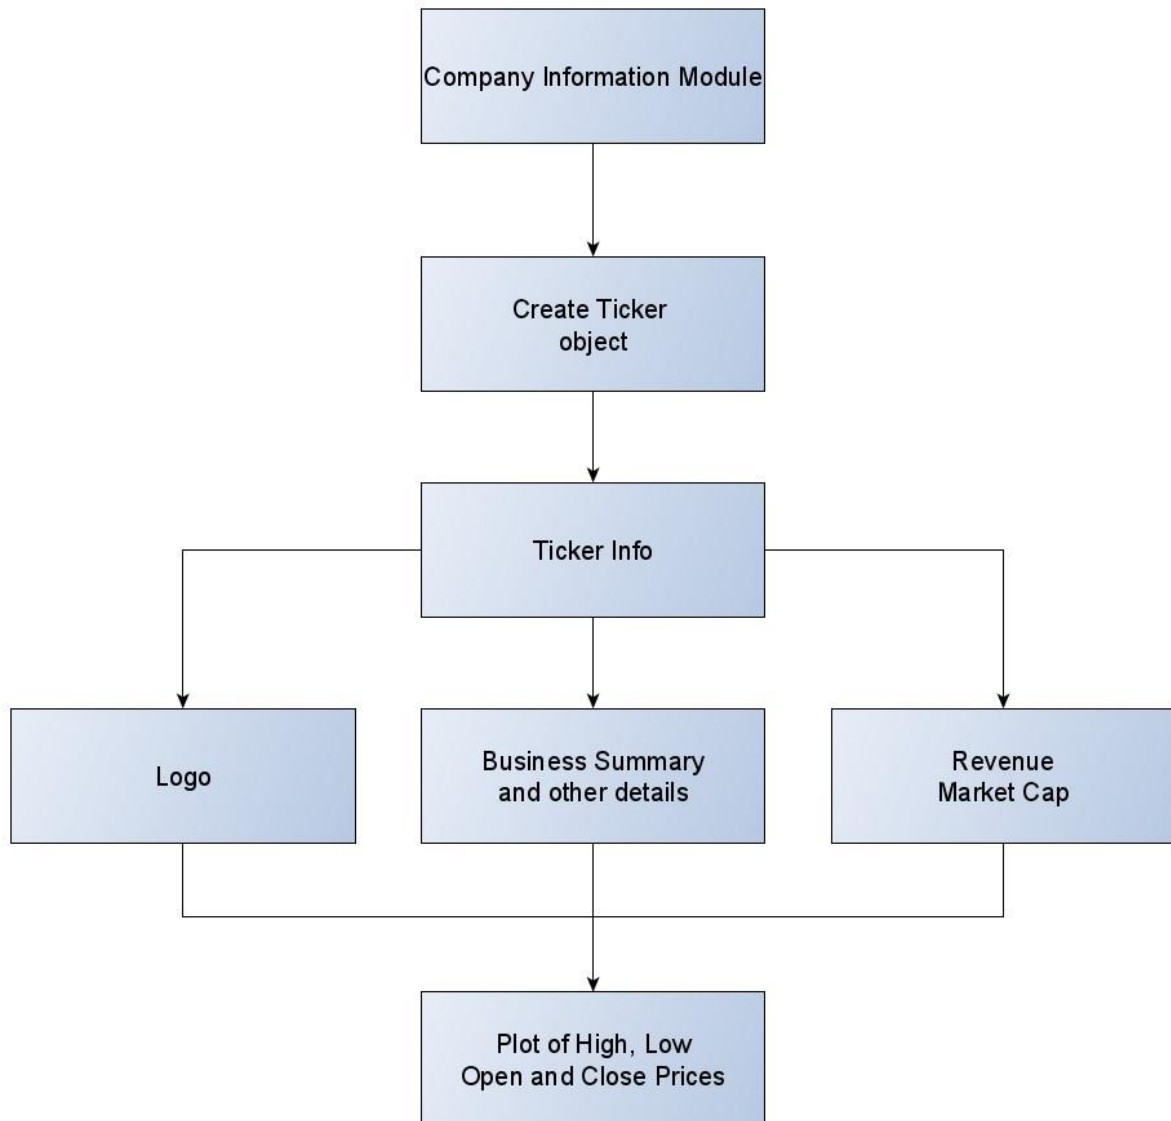 Company Information Module
Create Ticker
object
Ticker Info
Logo
Business Summary
and other details
Revenue
Market Cap
Plot of High, Low
Open and Close Prices